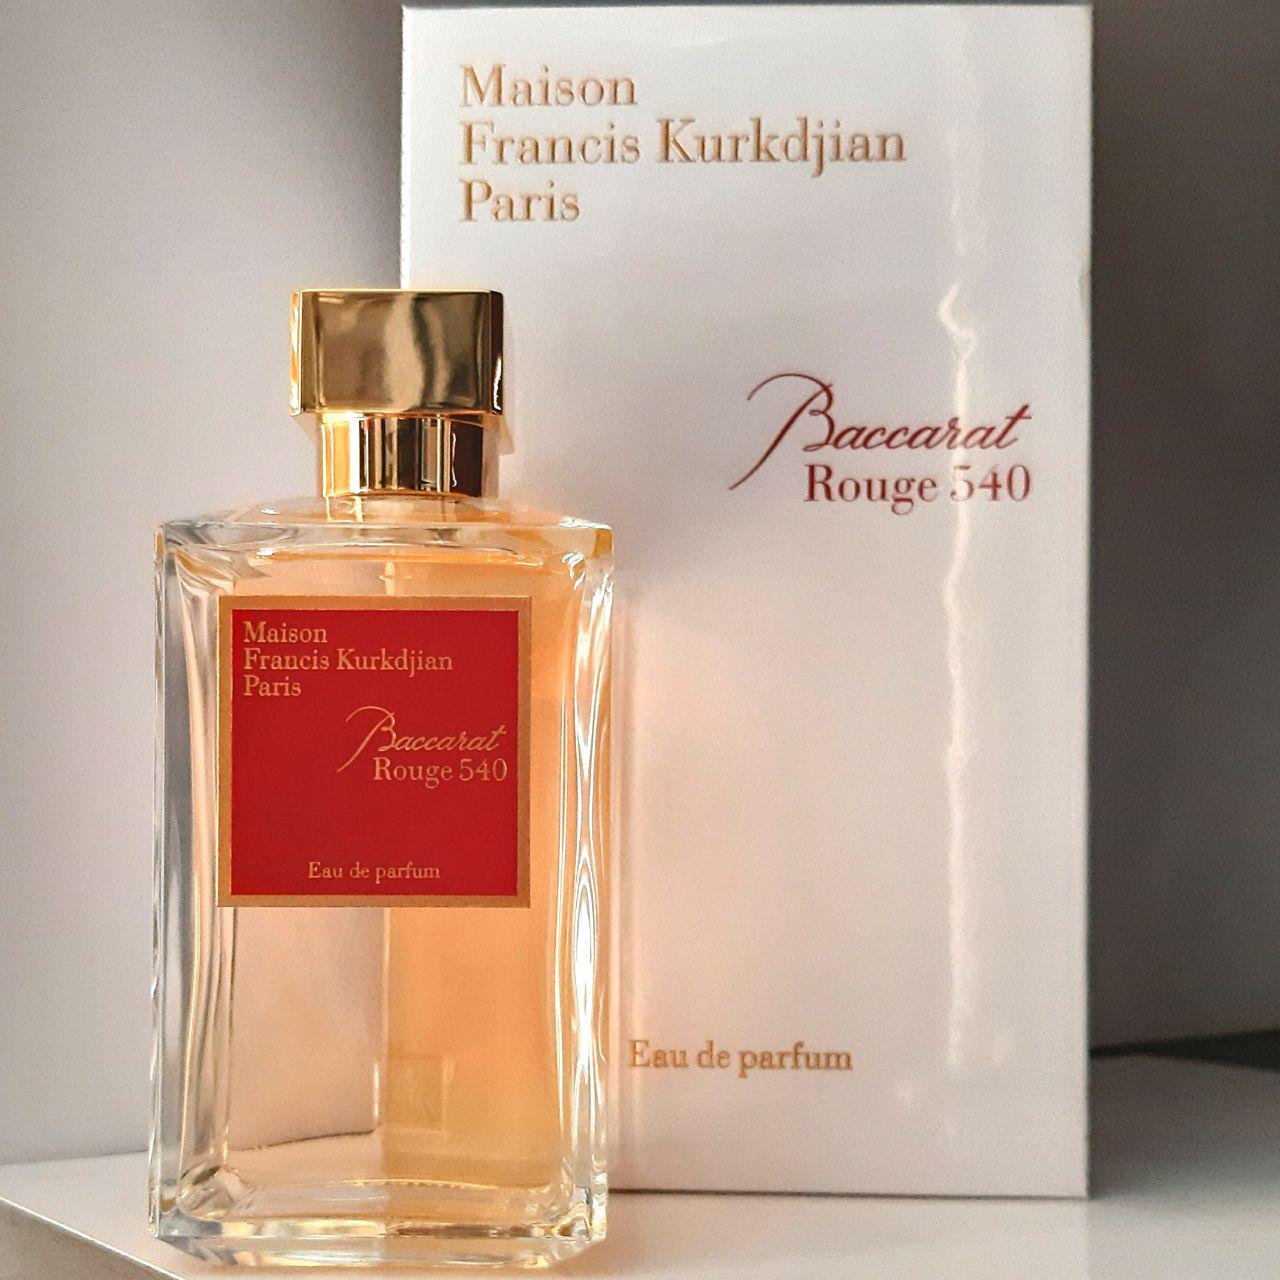 Maison
Francis Kurkdjian
Paris
Baccarat
Rouge 540
Eau de parfum
Maison
Francis Kurkdjian
Paris
Baccarat
Rouge 540
Eau de parfum